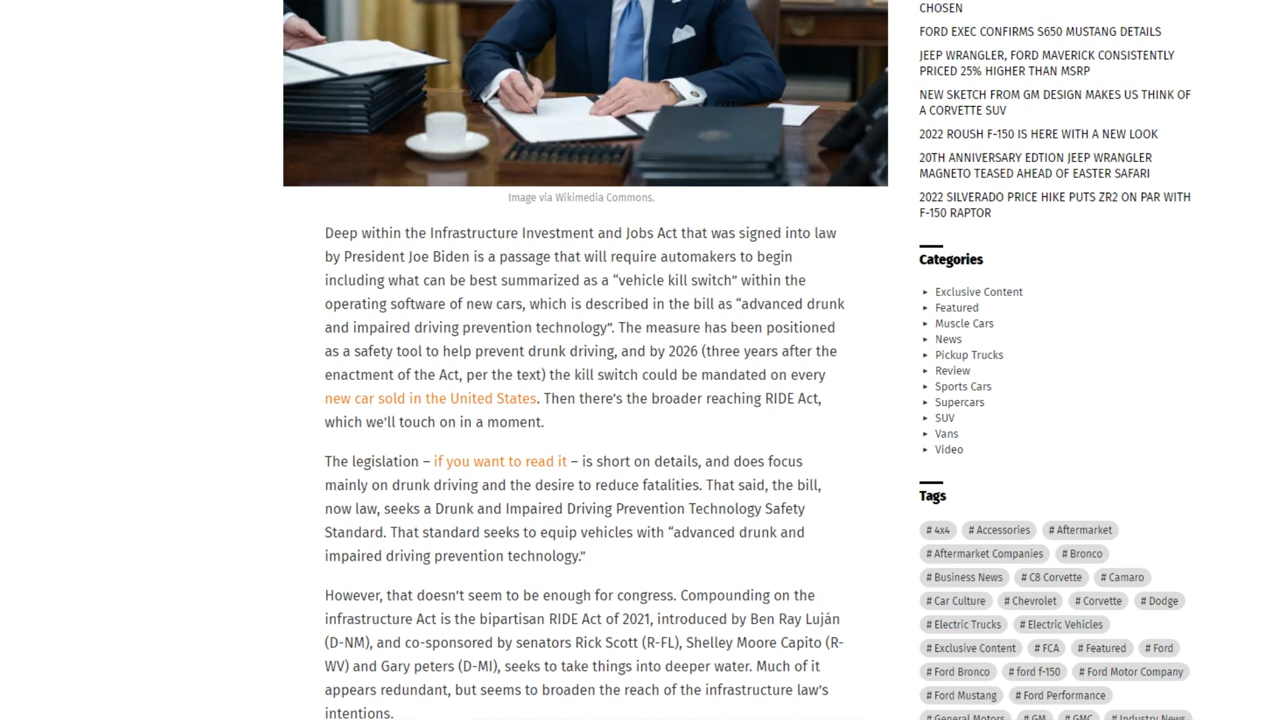 Image via Wikimedia Commons.
Deep within the Infrastructure Investment and Jobs Act that was signed into law
by President Joe Biden is a passage that will require automakers to begin
including what can be best summarized as a “vehicle kill switch” within the
operating software of new cars, which is described in the bill as “advanced drunk
and impaired driving prevention technology”. The measure has been positioned
as a safety tool to help prevent drunk driving, and by 2026 (three years after the
enactment of the Act, per the text) the kill switch could be mandated on every
new car sold in the United States. Then there’s the broader reaching RIDE Act,
which we’ll touch on in a moment.
The legislation – if you want to read it – is short on details, and does focus
mainly on drunk driving and the desire to reduce fatalities. That said, the bill,
now law, seeks a Drunk and Impaired Driving Prevention Technology Safety
Standard. That standard seeks to equip vehicles with “advanced drunk and
impaired driving prevention technology.”
However, that doesn’t seem to be enough for congress. Compounding on the
infrastructure Act is the bipartisan RIDE Act of 2021, introduced by Ben Ray Luján
(D-NM), and co-sponsored by senators Rick Scott (R-FL), Shelley Moore Capito (R-
WV) and Gary peters (D-MI), seeks to take things into deeper water. Much of it
appears redundant, but seems to broaden the reach of the infrastructure law’s
intentions.
CHOSEN
FORD EXEC CONFIRMS S650 MUSTANG DETAILS
JEEP WRANGLER, FORD MAVERICK CONSISTENTLY
PRICED 25% HIGHER THAN MSRP
NEW SKETCH FROM GM DESIGN MAKES US THINK OF
A CORVETTE SUV
2022 ROUSH F-150 IS HERE WITH A NEW LOOK
20TH ANNIVERSARY EDTION JEEP WRANGLER
MAGNETO TEASED AHEAD OF EASTER SAFARI
2022 SILVERADO PRICE HIKE PUTS ZR2 ON PAR WITH
F-150 RAPTOR
Categories
Exclusive Content
Featured
Muscle Cars
News
Pickup Trucks
Review
Sports Cars
Supercars
SUV
Vans
Video
Tags
# 4x4 # Accessories # Aftermarket
# Aftermarket Companies # Bronco
# Business News # C8 Corvette # Camaro
# Car Culture # Chevrolet # Corvette # Dodge
# Electric Trucks # Electric Vehicles
# Exclusive Content # FCA # Featured # Ford
# Ford Bronco # ford f-150 # Ford Motor Company
# Ford Mustang # Ford Performance
# General Motors # GM # GMC # Industry News